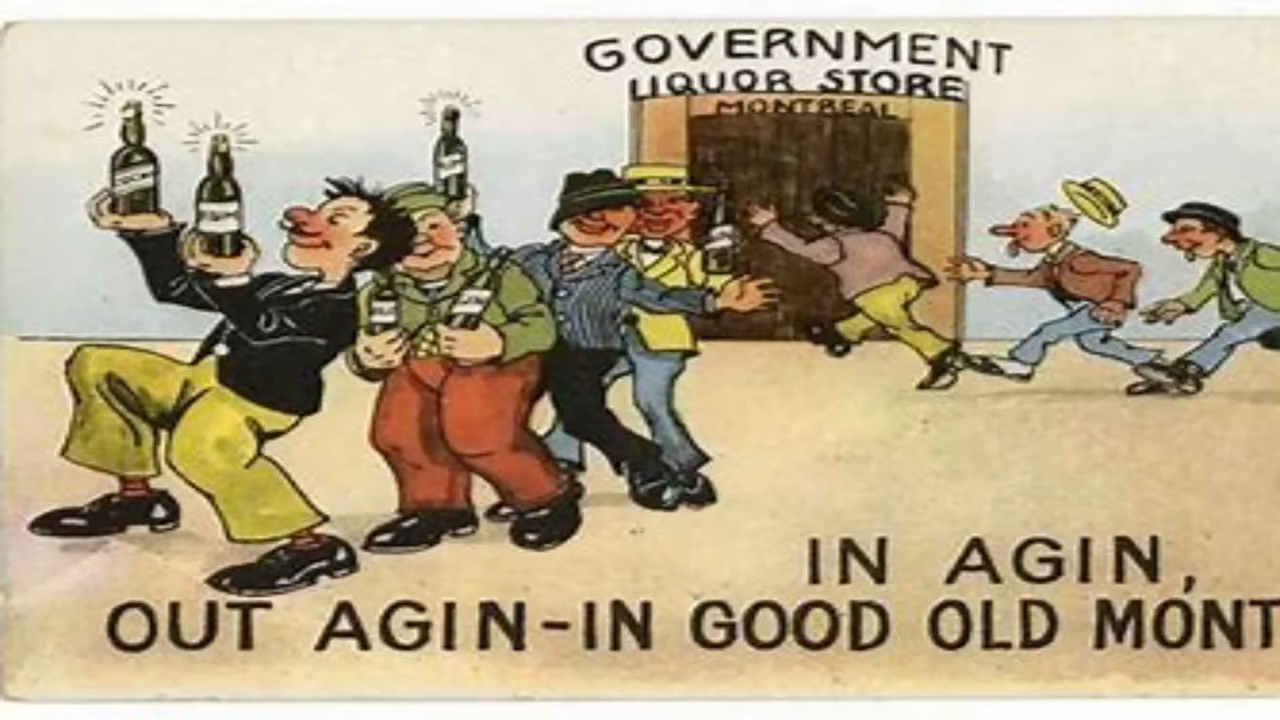 GOVERNMENT
LIQUOR STORE
MONTREAL
IN AGIN,
OUT AGIN-IN GOOD OLD MONT